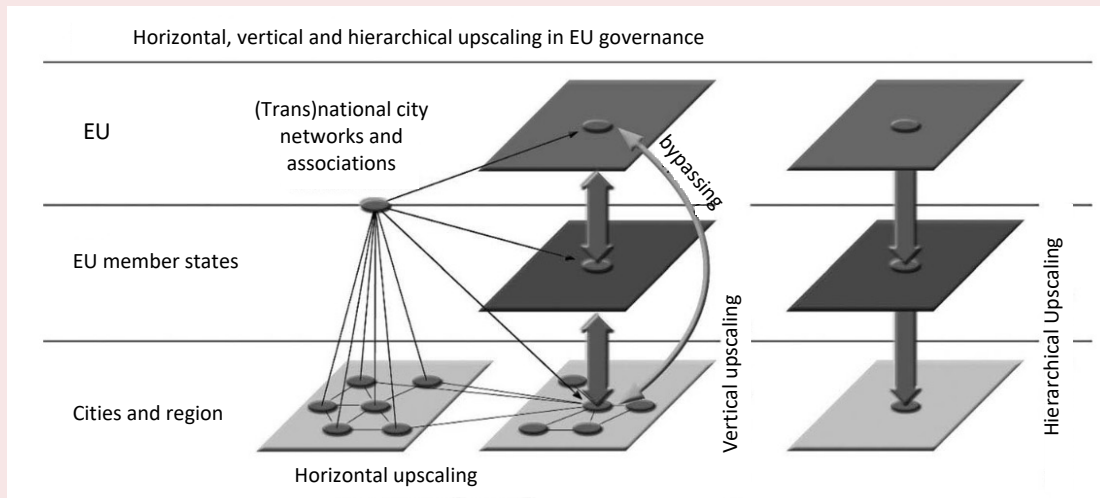 Horizontal, vertical and hierarchical upscaling in EU governance
EU
(Trans)national city
networks and
associations
bypassing
EU member states
Vertical upscaling
Hierarchical Upscaling
Cities and region
Horizontal upscaling